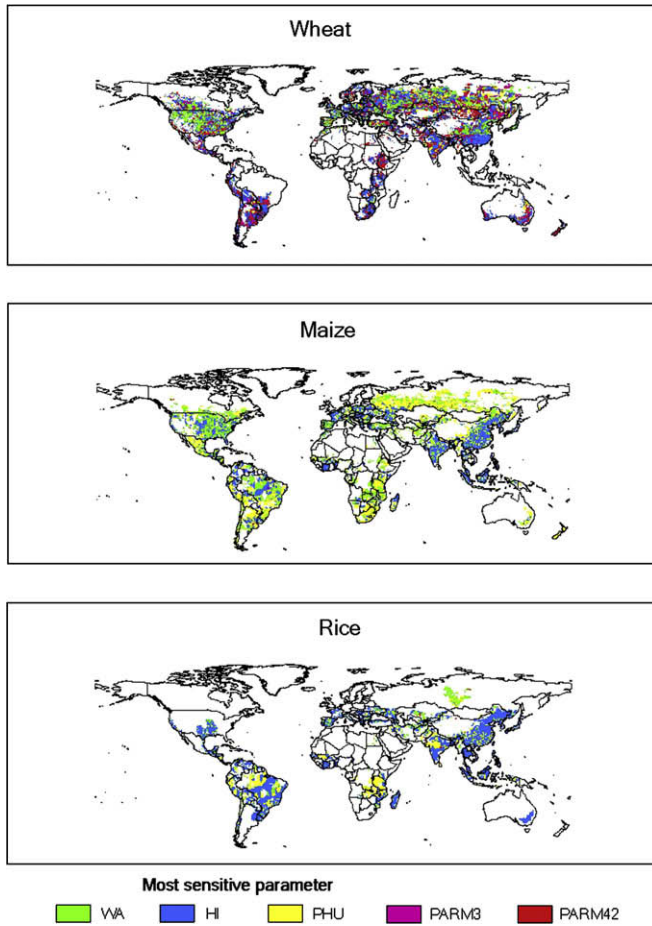 Wheat
Maize
Rice
Most sensitive parameter
WA HI PHU PARM3 PARM42